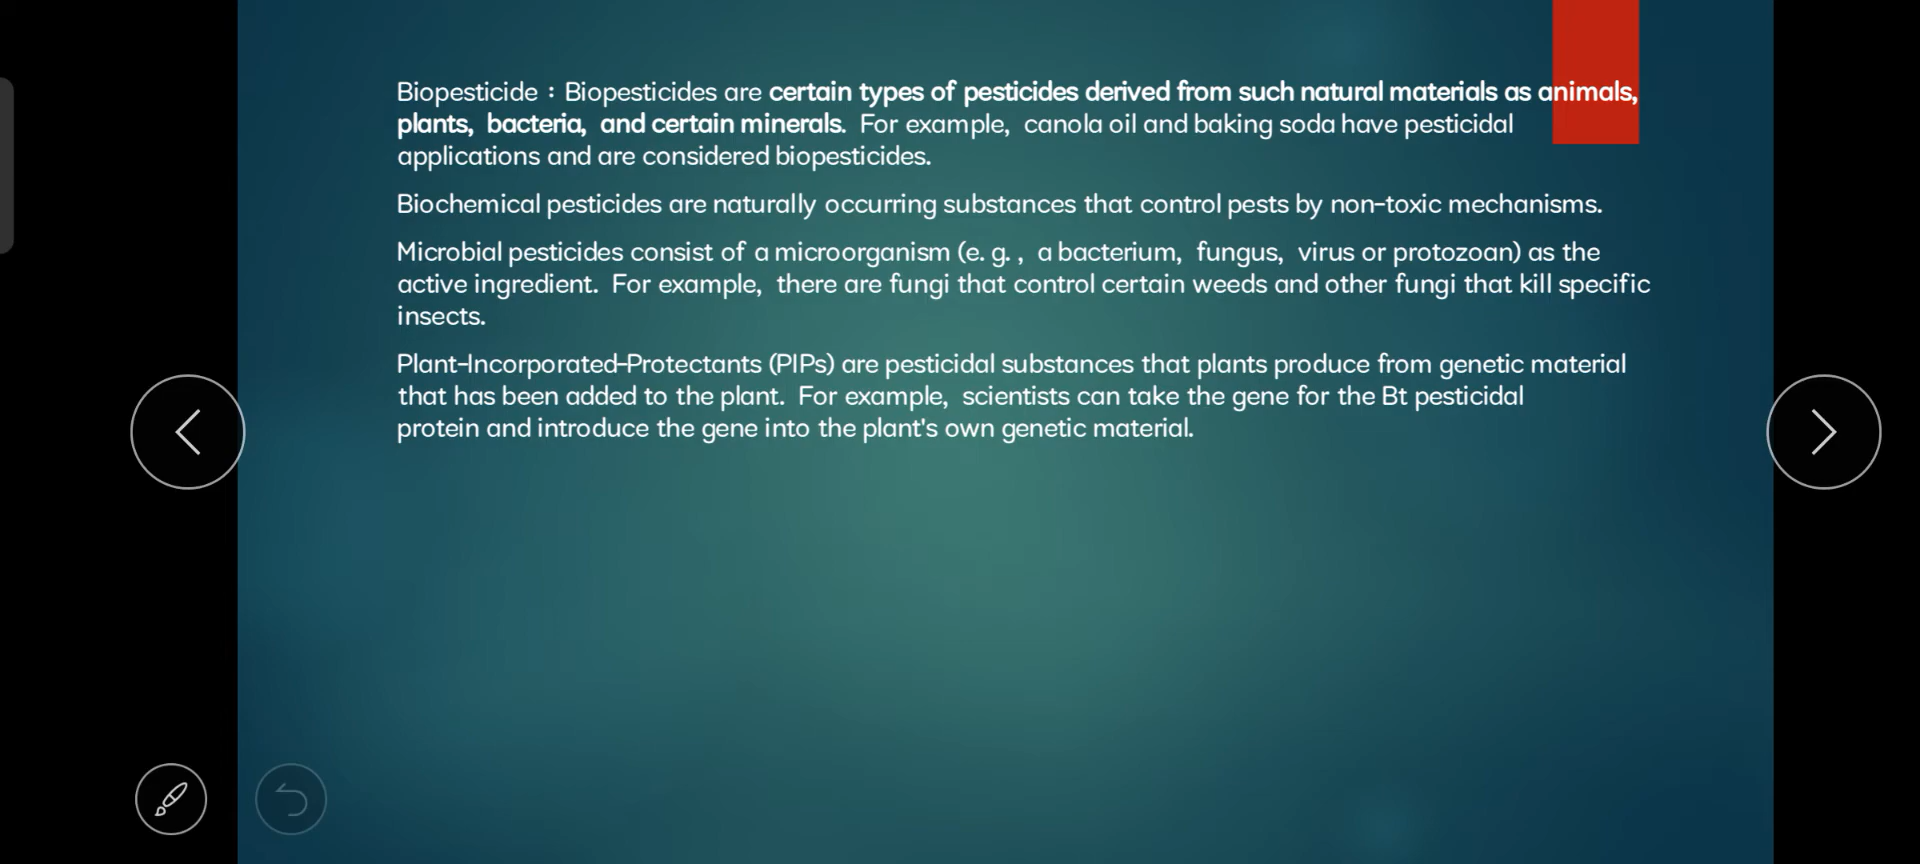 Biopesticide : Biopesticides are certain types of pesticides derived from such natural materials as animals,
plants, bacteria, and certain minerals. For example, canola oil and baking soda have pesticidal
applications and are considered biopesticides.
Biochemical pesticides are naturally occurring substances that control pests by non-toxic mechanisms.
Microbial pesticides consist of a microorganism (e. g. , a bacterium, fungus, virus or protozoan) as the
active ingredient. For example, there are fungi that control certain weeds and other fungi that kill specific
insects.
Plant-Incorporated-Protectants (PIPs) are pesticidal substances that plants produce from genetic material
that has been added to the plant. For example, scientists can take the gene for the Bt pesticidal
protein and introduce the gene into the plant's own genetic material.